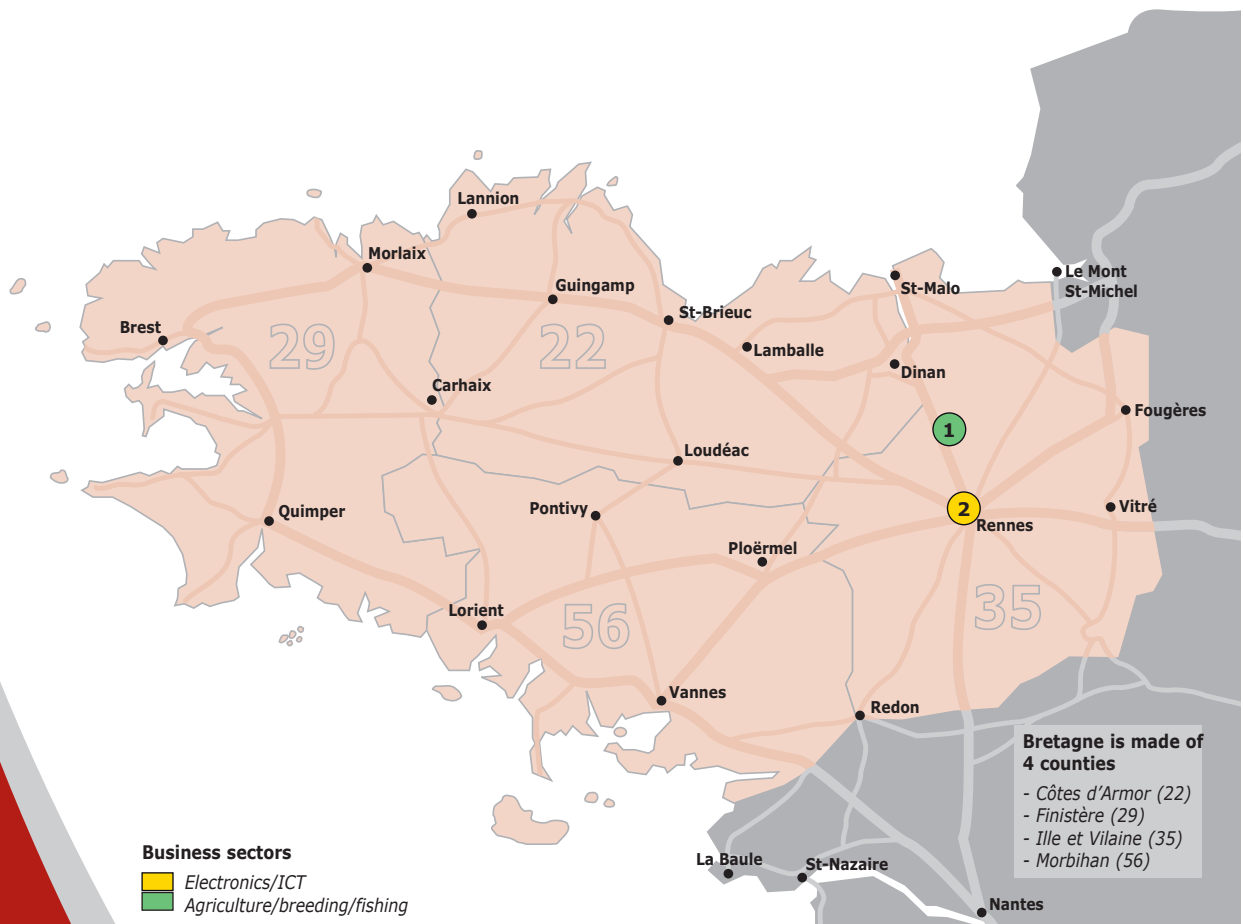 Lannion
Morlaix
Guingamp
St-Malo
Le Mont
St-Michel
St-Brieuc
Brest
29
22
Lamballe
Dinan
Carhaix
Fougères
1
Loudéac
Quimper
Pontivy
2
Rennes
Vitré
Ploërmel
Lorient
56
35
Vannes
Redon
Bretagne is made of
4 counties
- Côtes d’Armor (22)
- Finistère (29)
- Ille et Vilaine (35)
- Morbihan (56)
La Baule
St-Nazaire
Nantes
Business sectors
Electronics/ICT
Agriculture/breeding/fishing